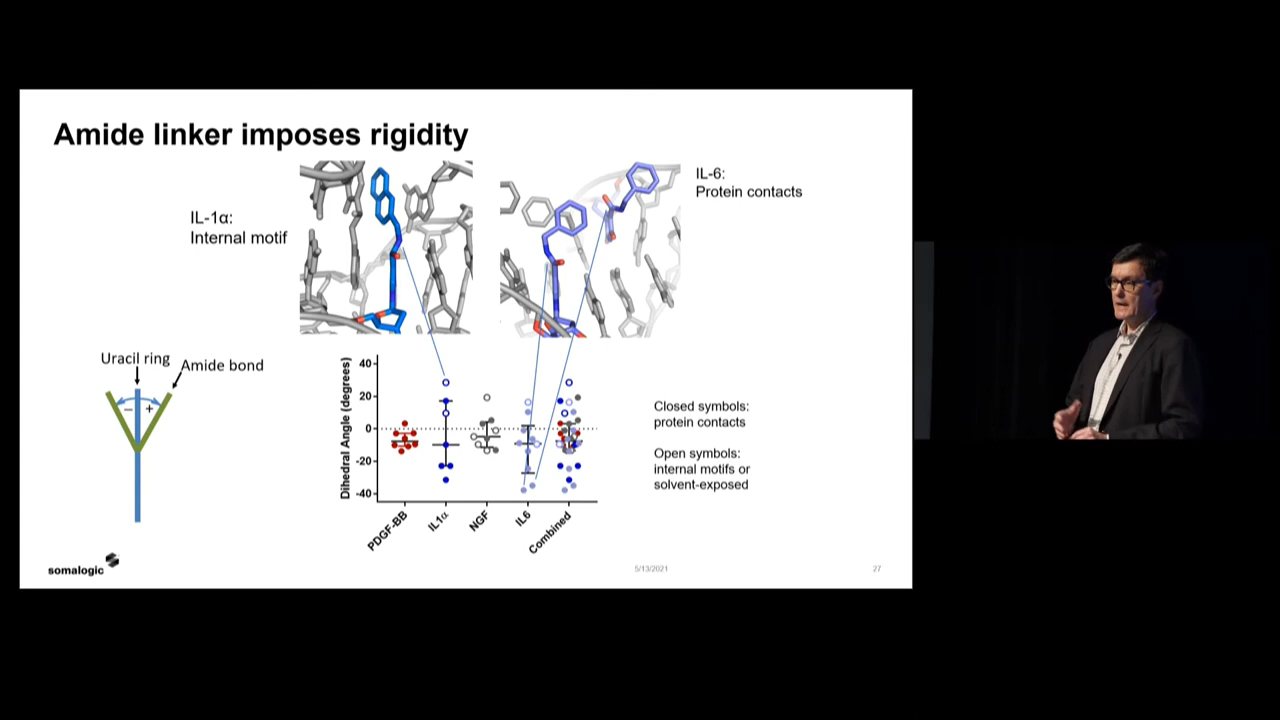 Amide linker imposes rigidity
IL-1α:
Internal motif
IL-6:
Protein contacts
Uracil ring
Amide bond
−
+
Dihedral Angle (degrees)
40
20
0
-20
-40
PDGF-BB
IL1α
NGF
IL6
Combined
Closed symbols:
protein contacts
Open symbols:
internal motifs or
solvent-exposed
somalogic
5/13/2021
27